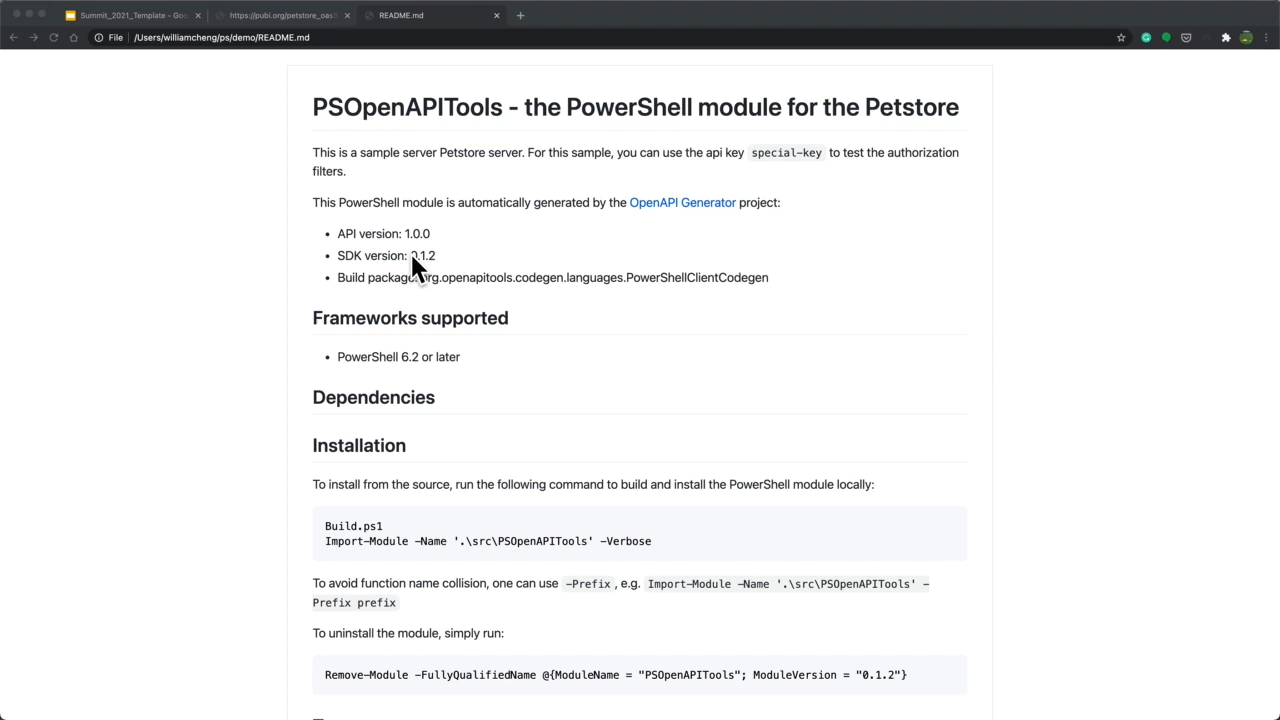 Summit_2021_Template - Goo
https://pubi.org/petstore_oas
README.md
File /Users/williamcheng/ps/demo/README.md
PSOpenAPITools - the PowerShell module for the Petstore
This is a sample server Petstore server. For this sample, you can use the api key special-key to test the authorization
filters.
This PowerShell module is automatically generated by the OpenAPI Generator project:
• API version: 1.0.0
• SDK version: 0.1.2
• Build package: org.openapitools.codegen.languages.PowerShellClientCodegen
Frameworks supported
• PowerShell 6.2 or later
Dependencies
Installation
To install from the source, run the following command to build and install the PowerShell module locally:
Build.ps1
Import-Module -Name '.\src\PSOpenAPITools' -Verbose
To avoid function name collision, one can use -Prefix, e.g. Import-Module -Name '.\src\PSOpenAPITools' -
Prefix prefix
To uninstall the module, simply run:
Remove-Module -FullyQualifiedName @{ModuleName = "PSOpenAPITools"; ModuleVersion = "0.1.2"}